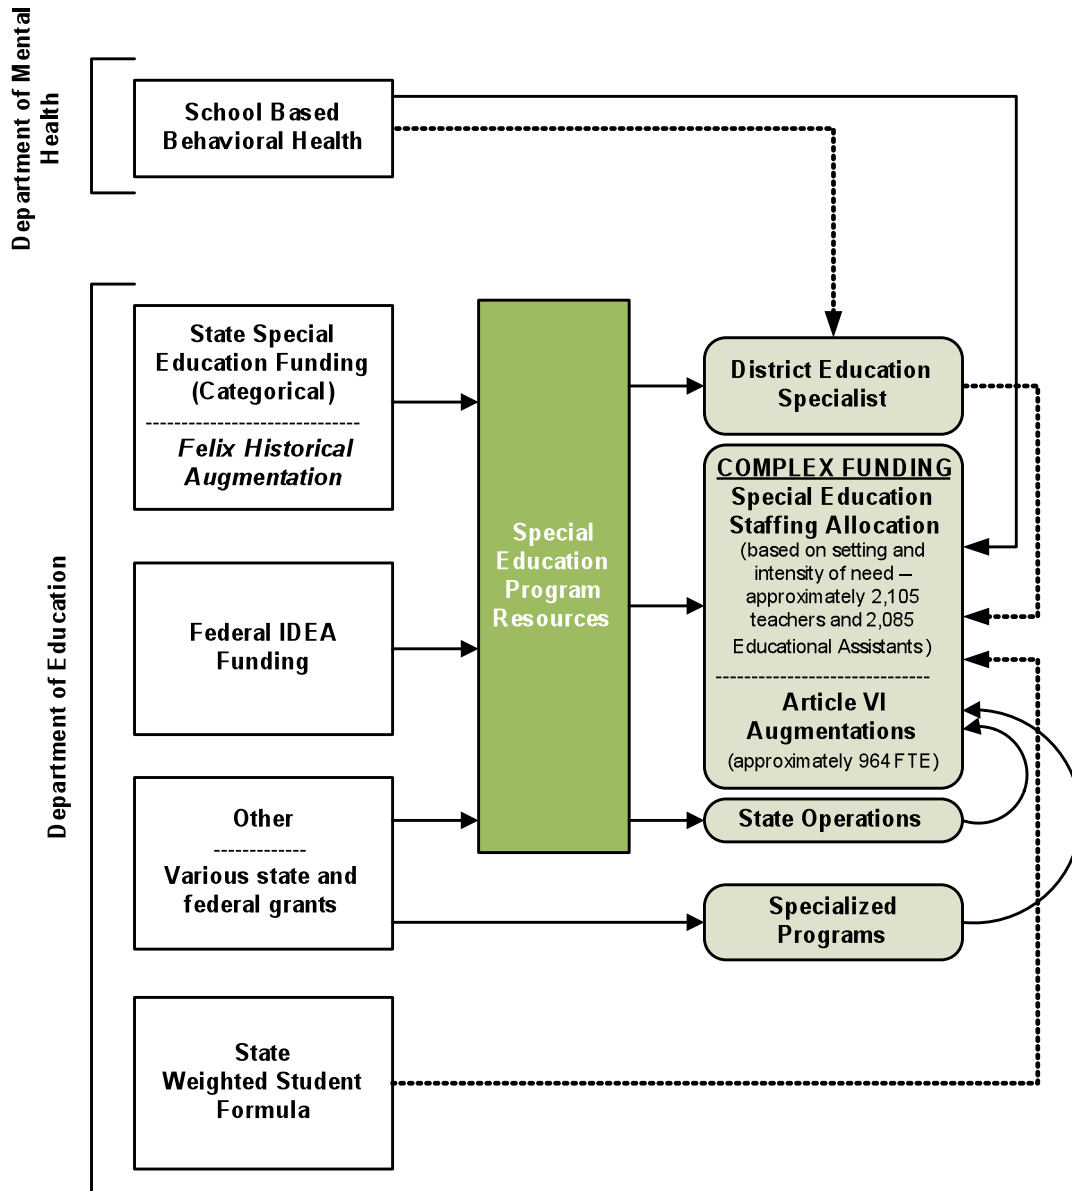 Department of Mental
Health
School Based
Behavioral Health
Department of Education
State Special
Education Funding
(Categorical)
Felix Historical
Augmentation
Federal IDEA
Funding
Other
Various state and
federal grants
State
Weighted Student
Formula
Special
Education
Program
Resources
District Education
Specialist
COMPLEX FUNDING
Special Education
Staffing Allocation
(based on setting and
intensity of need –
approximately 2,105
teachers and 2,085
Educational Assistants)
Article VI
Augmentations
(approximately 964 FTE)
State Operations
Specialized
Programs